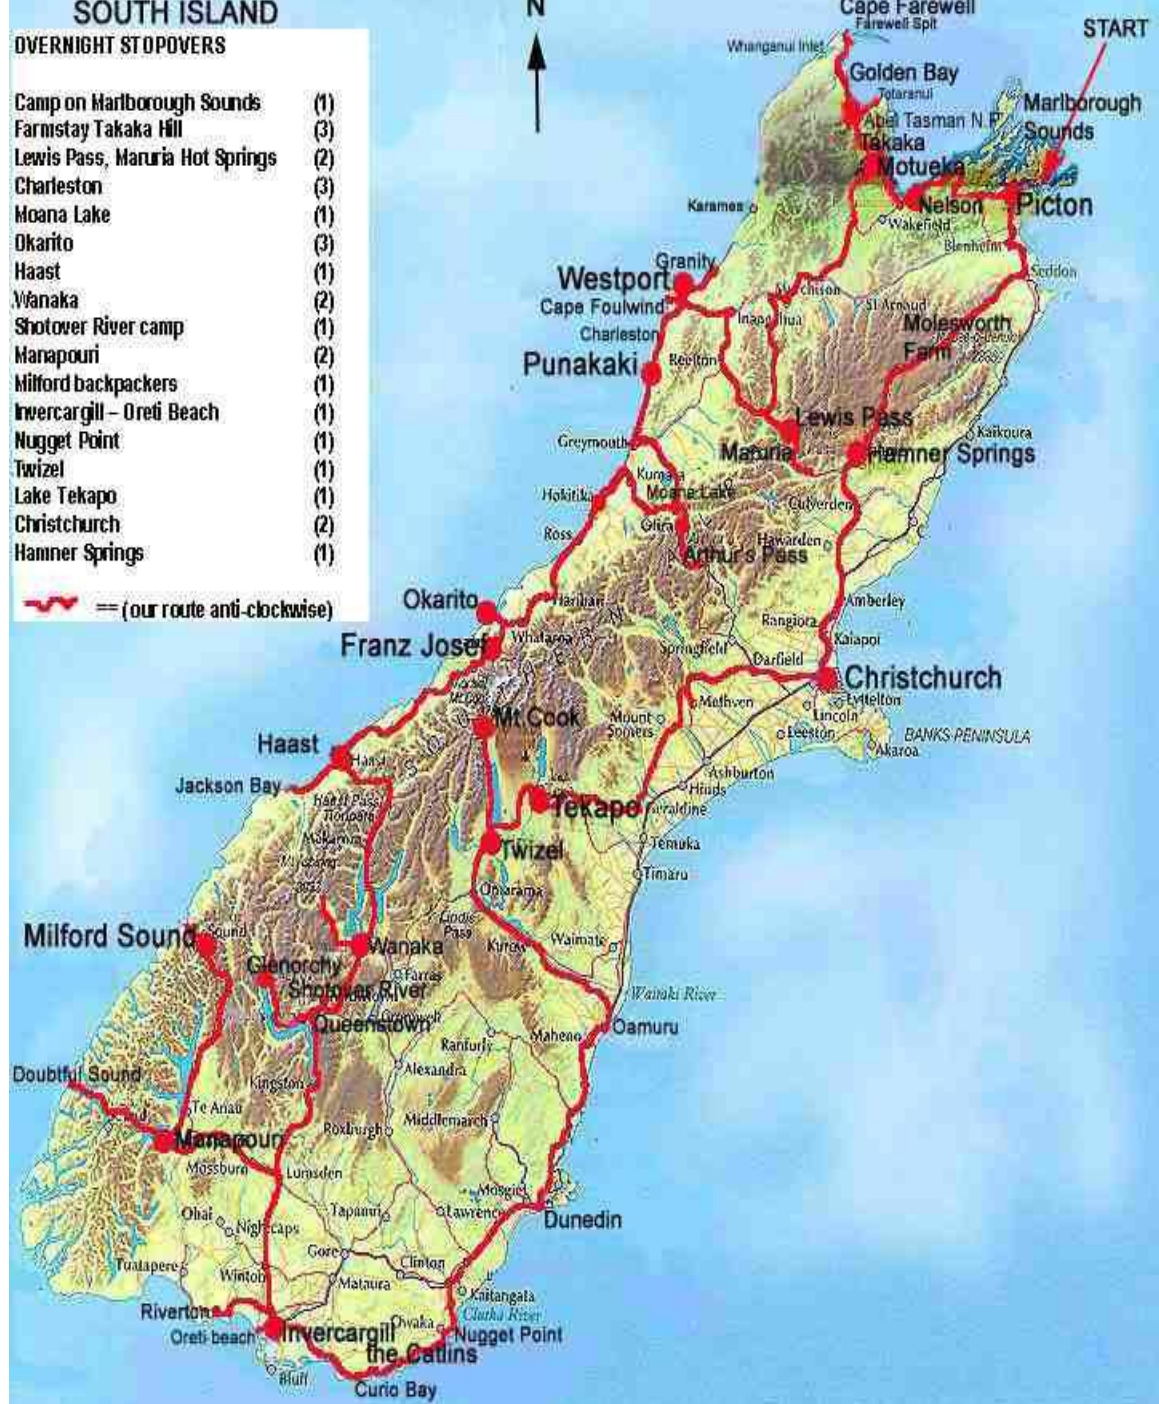 SOUTH ISLAND
OVERNIGHT STOPOVERS
Camp on Marlborough Sounds (1)
Farmstay Takaka Hill (3)
Lewis Pass, Maruria Hot Springs (2)
Charleston (3)
Moana Lake (1)
Okarito (3)
Haast (1)
Wanaka (2)
Shotover River camp (1)
Manapouri (2)
Milford backpackers (1)
Invercargill – Oreti Beach (1)
Nugget Point (1)
Twizel (1)
Lake Tekapo (1)
Christchurch (2)
Hamner Springs (1)
== (our route anti-clockwise)
N
Cape Farewell
Farewell Spit
START
Whanganui Inlet
Golden Bay
Totaranui
Marlborough
Sounds
Abel Tasman N.P
Takaka
Motueka
Karamea
Nelson
Picton
Wakefield
Blenheim
Granity
Seddon
Westport
Cape Foulwind
St Arnaud
Charleston
Molesworth
Farm
Punakaki
Reefton
Lewis Pass
Greymouth
Maruria
Kaikoura
Hamner Springs
Kumara
Hokitika
Moana Lake
Culverden
Ross
Hawarden
Arthur's Pass
Okarito
Harihari
Amberley
Rangiora
Franz Josef
Whataroa
Springfield
Kaiapoi
Darfield
Christchurch
Methven
Lyttelton
Mt.Cook
Mount
Somers
Lincoln
Leeston
BANKS PENINSULA
Haast
Haast
Akaroa
Jackson Bay
Ashburton
Hinds
Haast Pass
Tekapo
Geraldine
Makarora
Twizel
Temuka
Timaru
Omarama
Lindis
Pass
Milford Sound
Sound
Wanaka
Kurow
Waimate
Glenorchy
Tarras
Shotover River
Waitaki River
Queenstown
Cromwell
Oamuru
Ranfurly
Maheno
Doubtful Sound
Alexandra
Kingston
Te Anau
Middlemarch
Roxburgh
Manapouri
Mossburn
Lumsden
Mosgiel
Ohai
Nightcaps
Tapanui
Lawrence
Dunedin
Gore
Clinton
Tuatapere
Winton
Mataura
Kaitangata
Riverton
Clutha River
Oreti beach
Invercargill
Owaka
Nugget Point
the Catlins
Bluff
Curio Bay